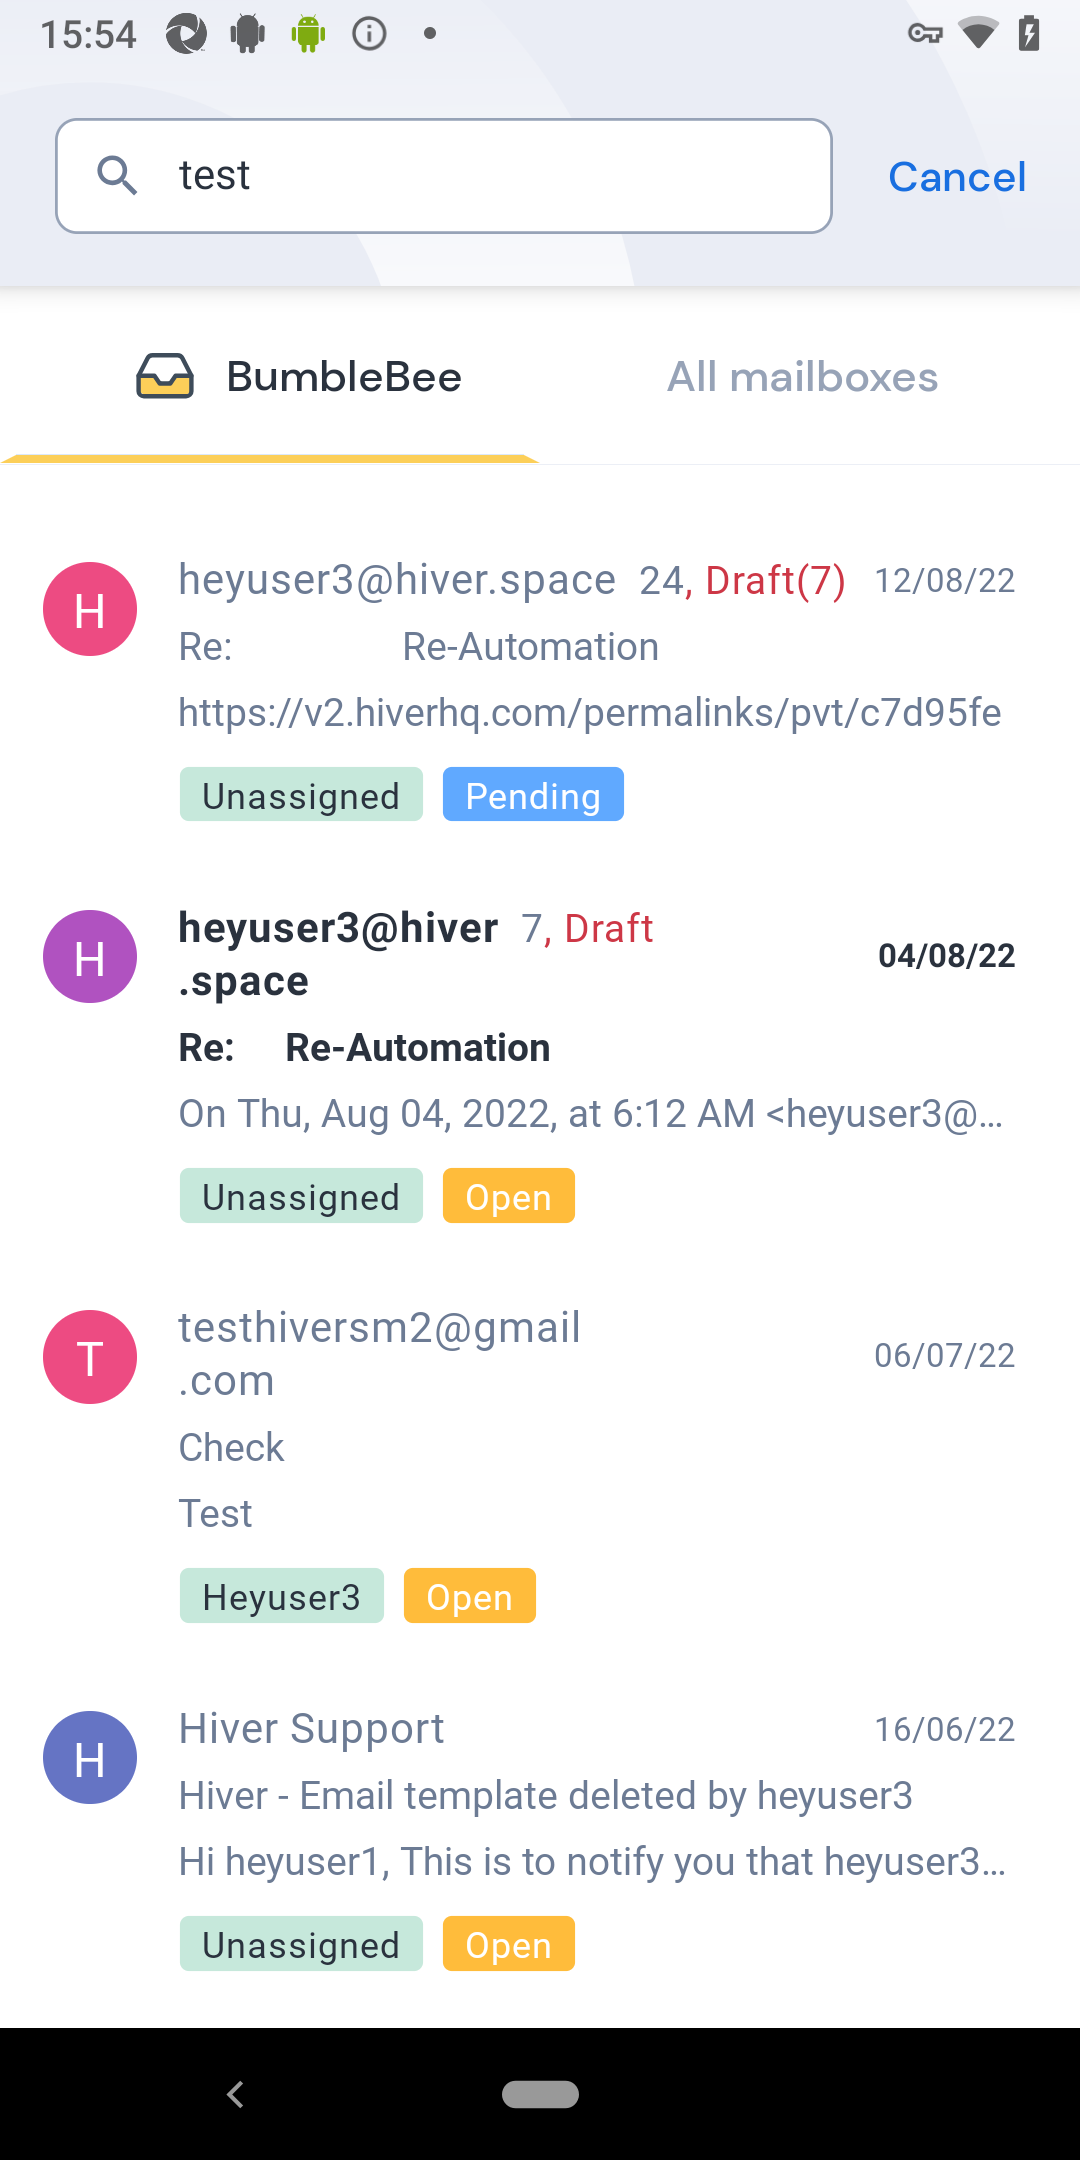 15:54
test
Cancel
BumbleBee
All mailboxes
H
heyuser3@hiver.space 24, Draft(7) 12/08/22
Re: Re-Automation
https://v2.hiverhq.com/permalinks/pvt/c7d95fe
Unassigned Pending
H
heyuser3@hiver 7, Draft
.space
04/08/22
Re: Re-Automation
On Thu, Aug 04, 2022, at 6:12 AM <heyuser3@...
Unassigned Open
T
testhiversm2@gmail
.com
06/07/22
Check
Test
Heyuser3 Open
H
Hiver Support 16/06/22
Hiver - Email template deleted by heyuser3
Hi heyuser1, This is to notify you that heyuser3...
Unassigned Open